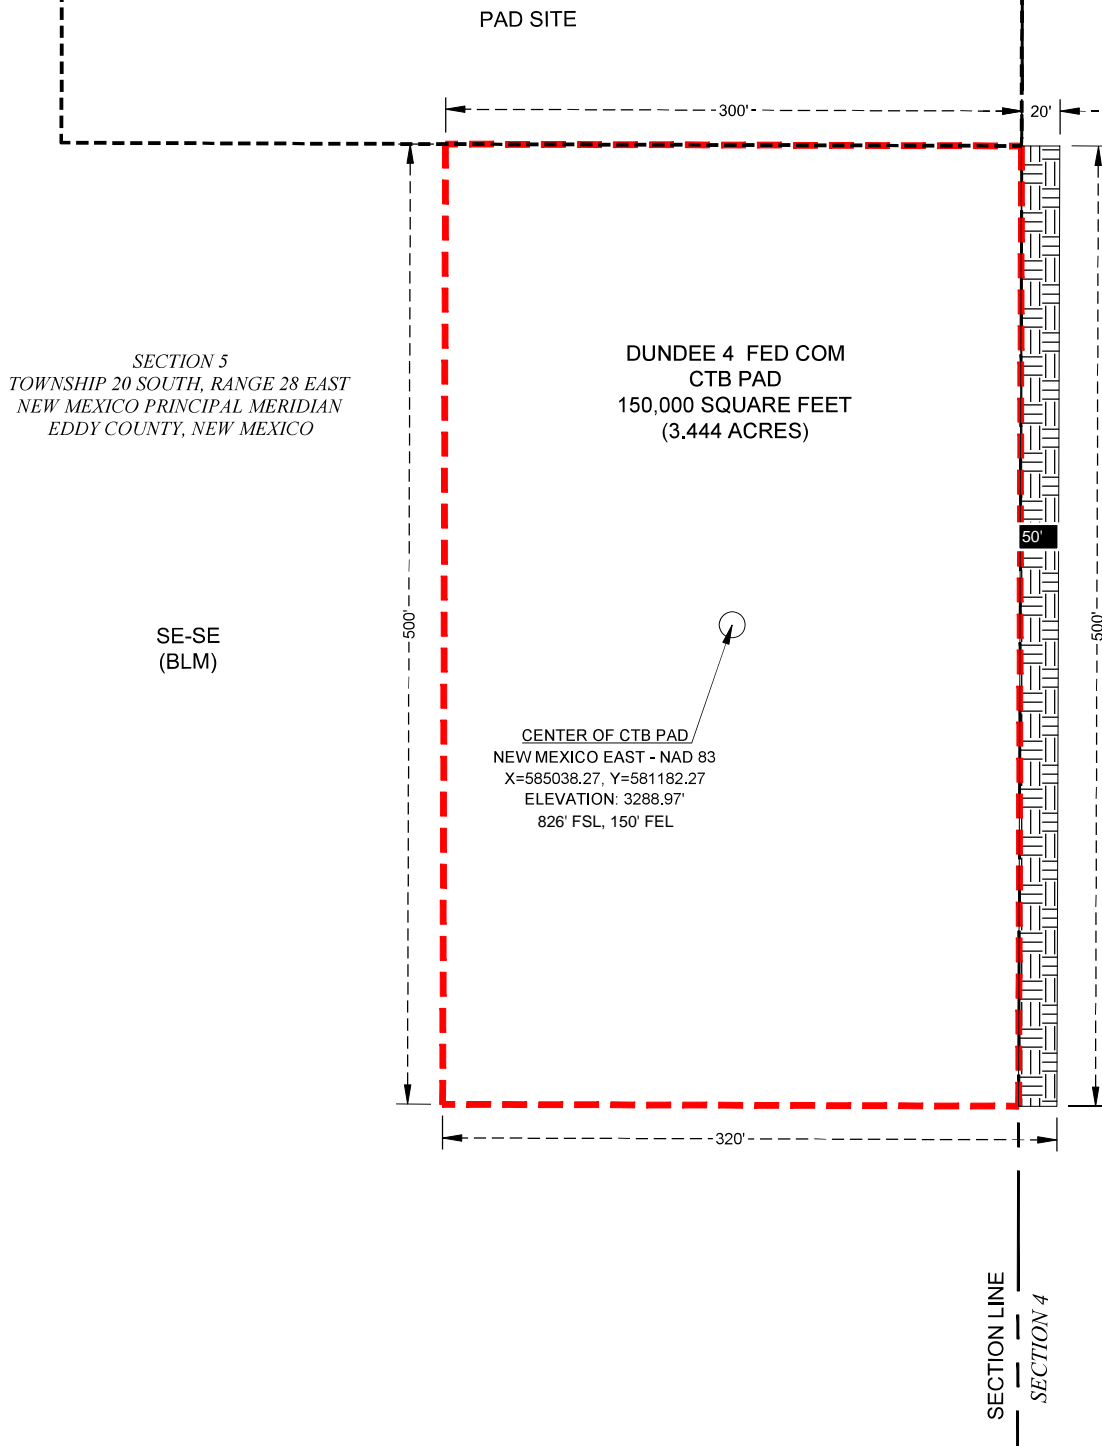 PAD SITE
300'
20'
SECTION 5
TOWNSHIP 20 SOUTH, RANGE 28 EAST
NEW MEXICO PRINCIPAL MERIDIAN
EDDY COUNTY, NEW MEXICO
DUNDEE 4 FED COM
CTB PAD
150,000 SQUARE FEET
(3.444 ACRES)
50'
500'
500'
SE-SE
(BLM)
CENTER OF CTB PAD
NEW MEXICO EAST - NAD 83
X=585038.27, Y=581182.27
ELEVATION: 3288.97'
826' FSL, 150' FEL
320'
SECTION LINE
SECTION 4